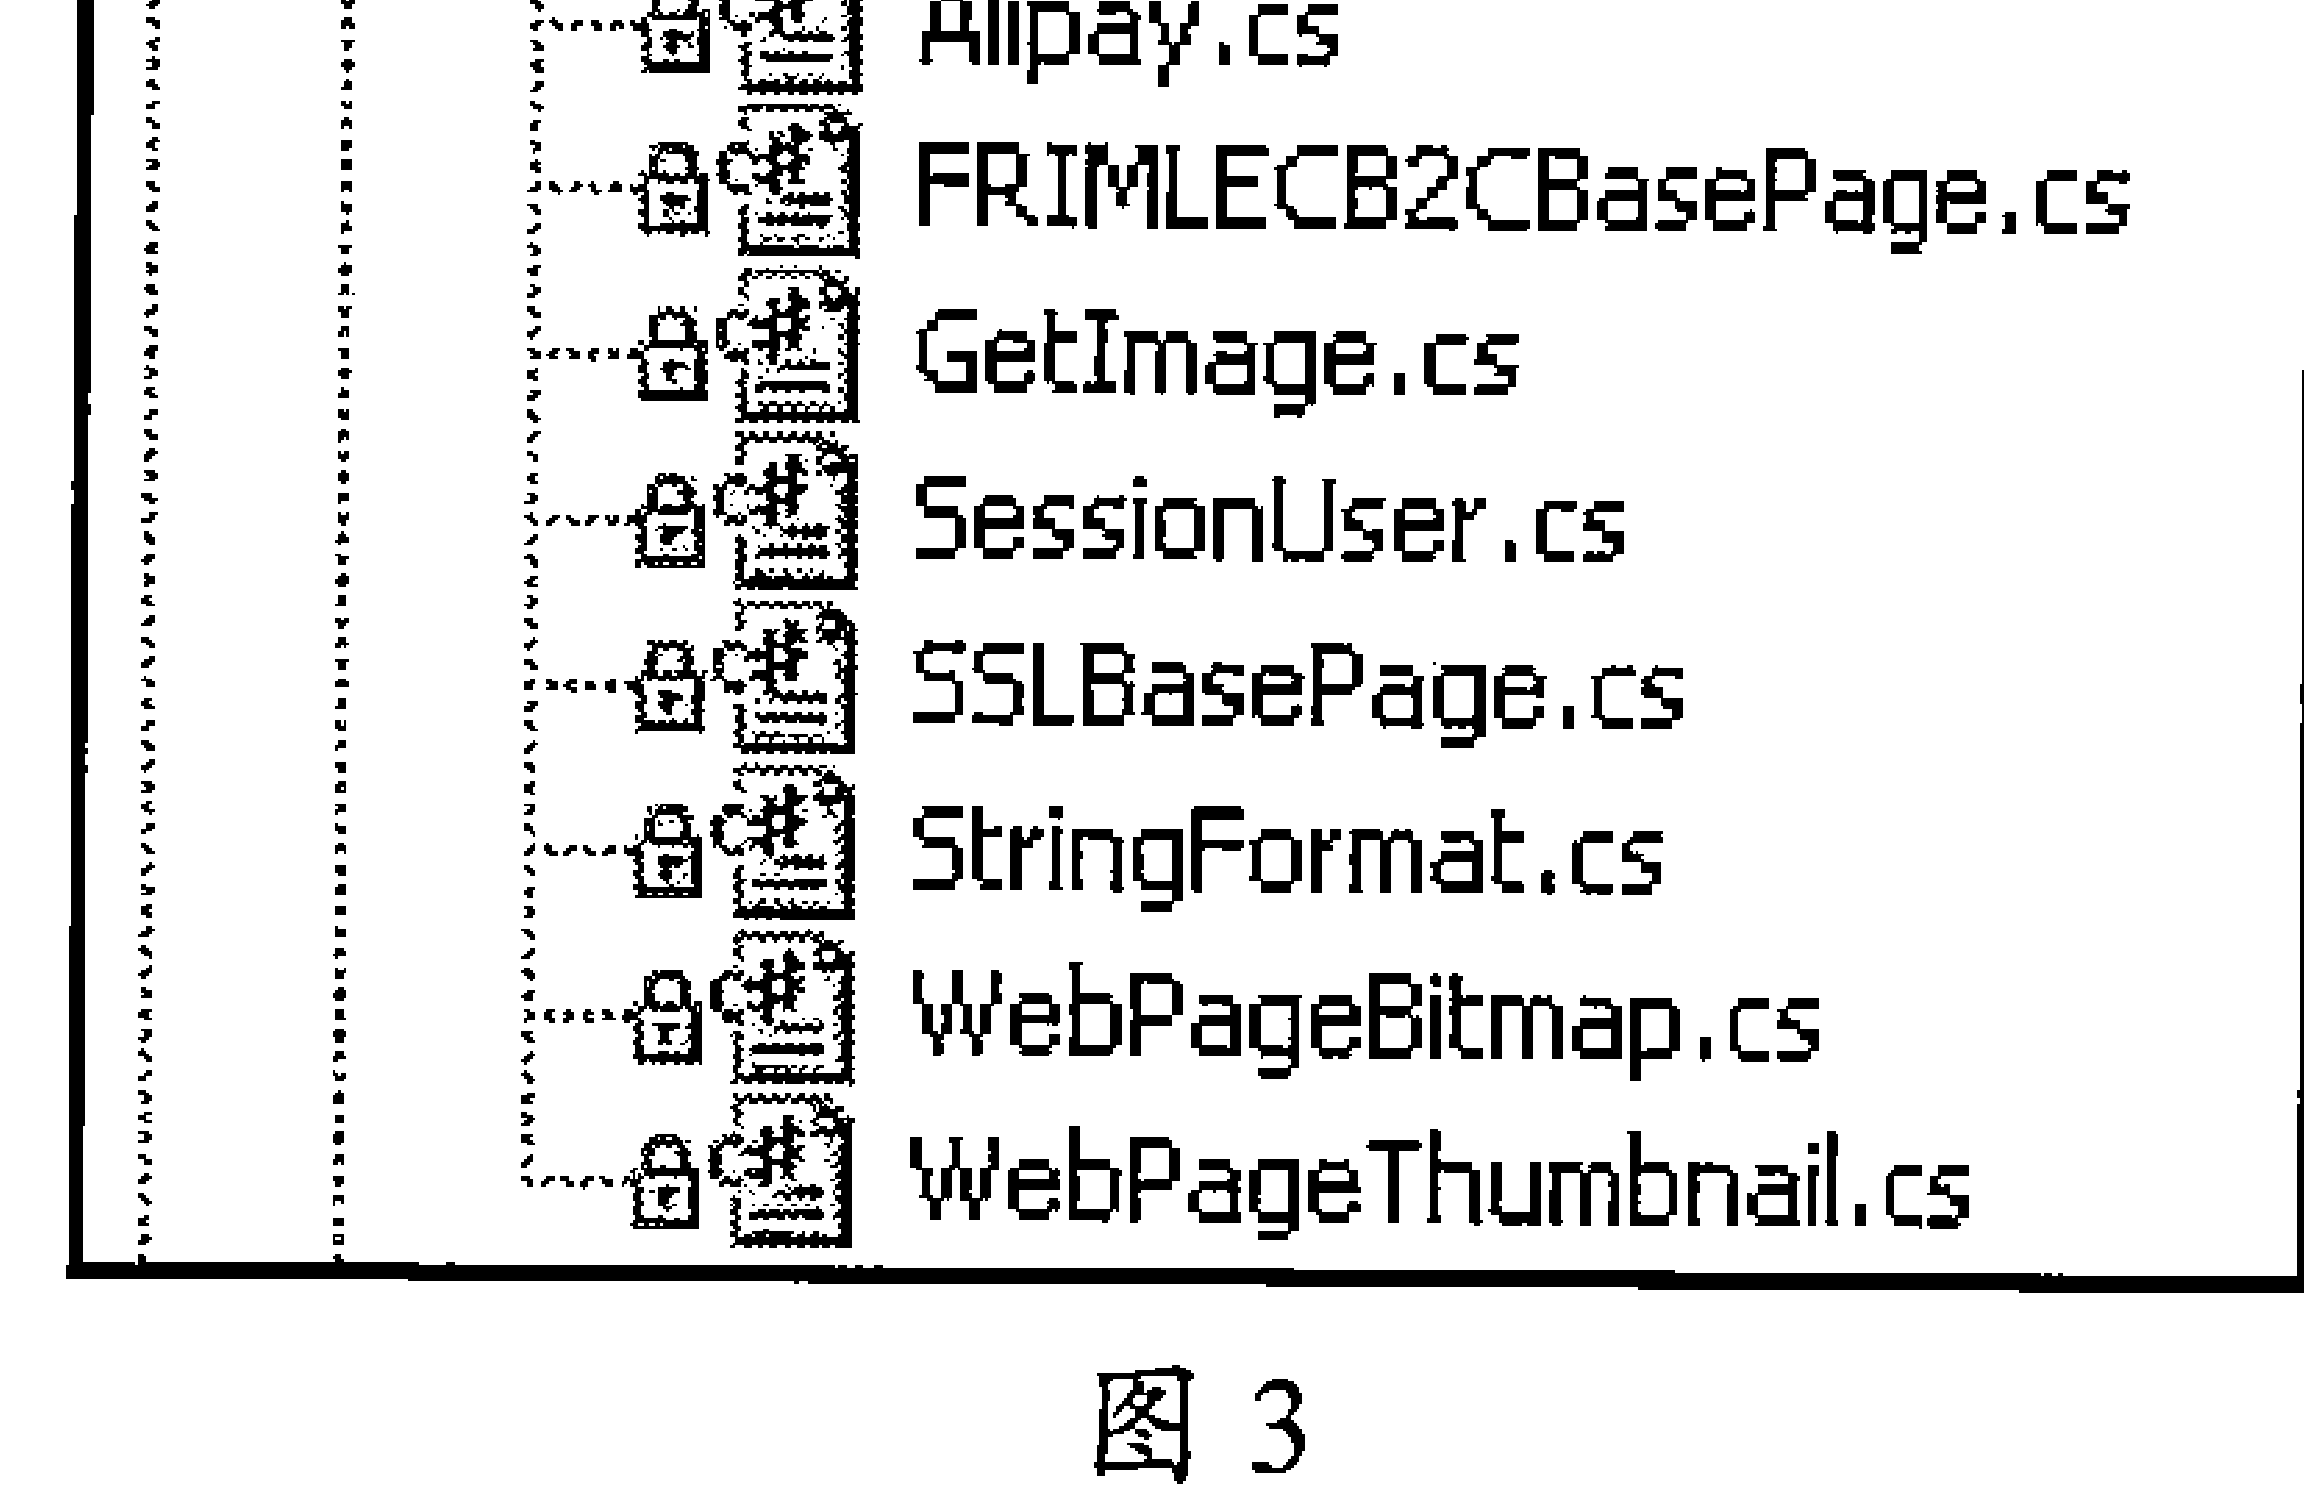 Alipay.cs
FRIMLECB2CBasePage.cs
GetImage.cs
SessionUser.cs
SSLBasePage.cs
StringFormat.cs
WebPageBitmap.cs
WebPageThumbnail.cs
图 3